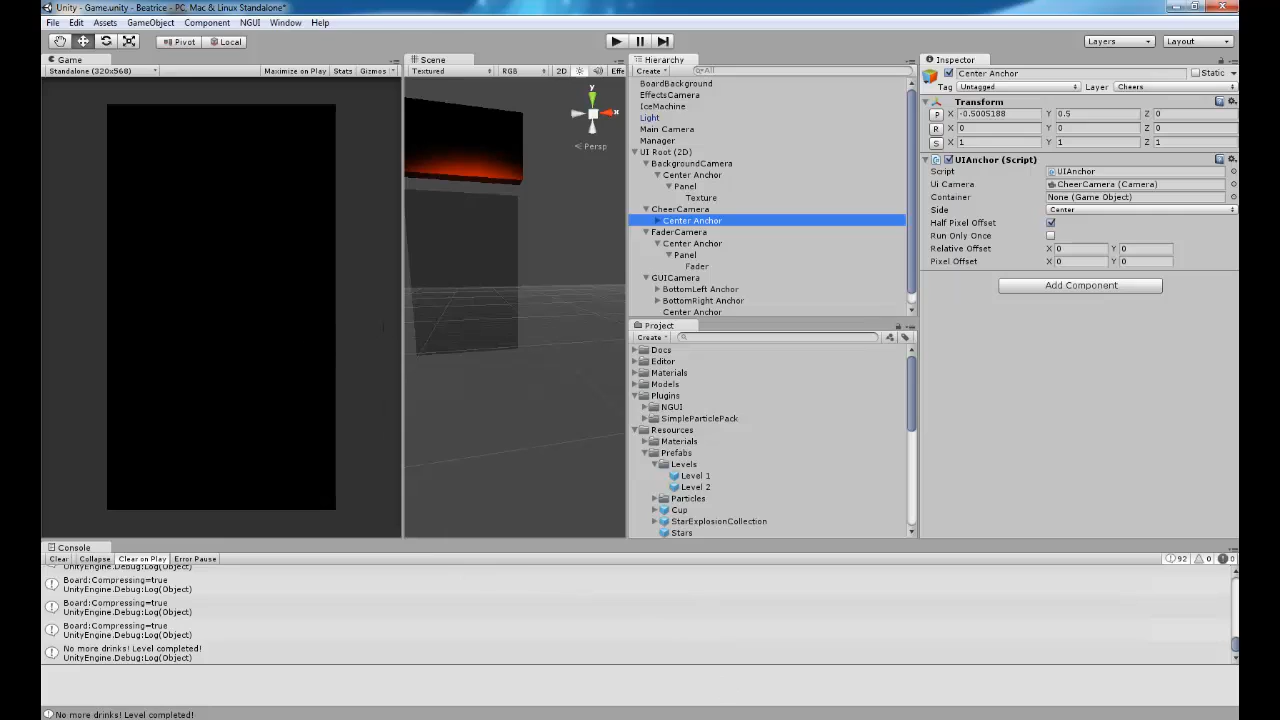 Unity - Game.unity - Beatrice - PC, Mac & Linux Standalone*
File Edit Assets GameObject Component NGUI Window Help
Pivot Local Layers Layout
Game
Standalone (320x568) Maximize on Play Stats Gizmos
Scene
Textured RGB 2D Effe
y
x
Persp
Hierarchy
Create All
BoardBackground
EffectsCamera
IceMachine
Light
Main Camera
Manager
UI Root (2D)
BackgroundCamera
Center Anchor
Panel
Texture
CheerCamera
Center Anchor
FaderCamera
Center Anchor
Panel
Fader
GUICamera
BottomLeft Anchor
BottomRight Anchor
Center Anchor
Project
Create
Docs
Editor
Materials
Models
Plugins
NGUI
SimpleParticlePack
Resources
Materials
Prefabs
Levels
Level 1
Level 2
Particles
Cup
StarExplosionCollection
Stars
Inspector
Center Anchor Static
Tag Untagged Layer Cheers
Transform
P X -0.5005188 Y 0.5 Z 0
R X 0 Y 0 Z 0
S X 1 Y 1 Z 1
UIAnchor (Script)
Script UIAnchor
Ui Camera CheerCamera (Camera)
Container None (Game Object)
Side Center
Half Pixel Offset
Run Only Once
Relative Offset X 0 Y 0
Pixel Offset X 0 Y 0
Add Component
Console
Clear Collapse Clear on Play Error Pause 92 0 0
UnityEngine.Debug:Log(Object)
Board:Compressing=true
UnityEngine.Debug:Log(Object)
Board:Compressing=true
UnityEngine.Debug:Log(Object)
Board:Compressing=true
UnityEngine.Debug:Log(Object)
No more drinks! Level completed!
UnityEngine.Debug:Log(Object)
No more drinks! Level completed!